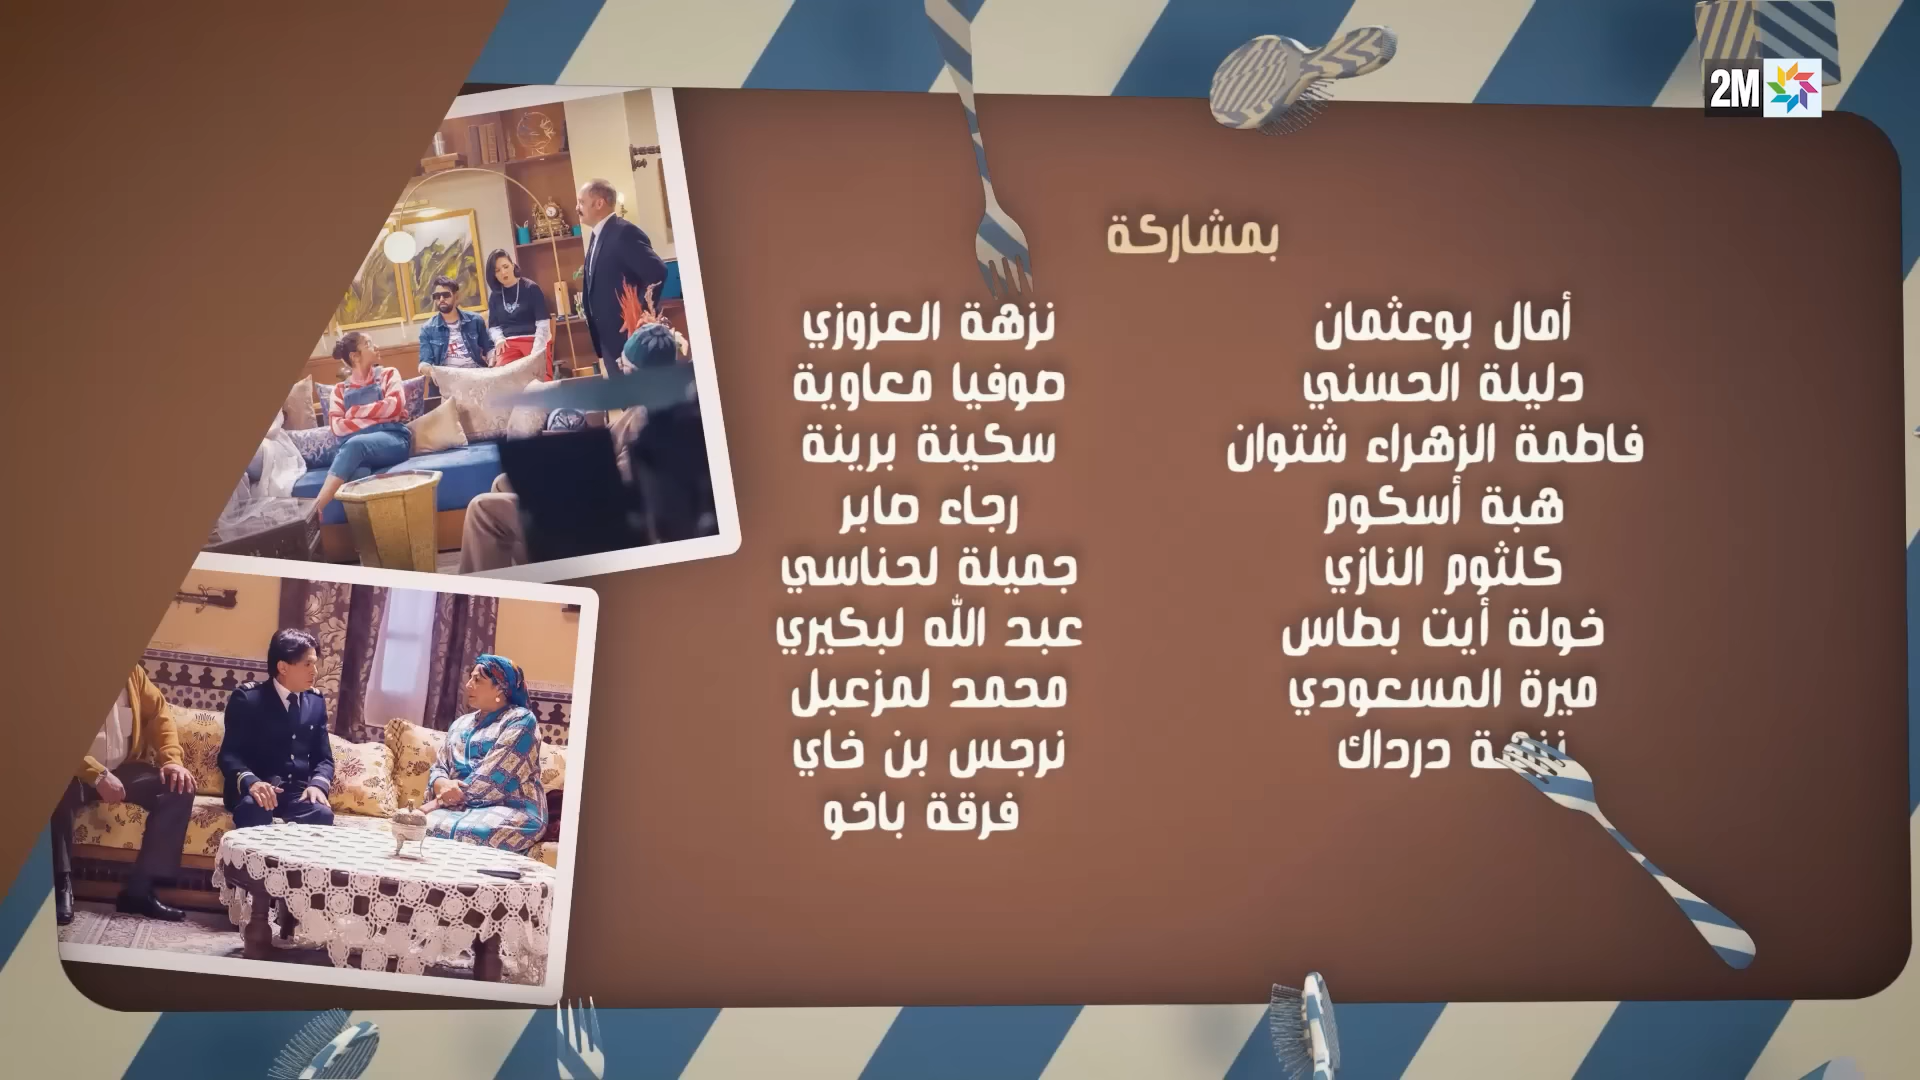 2M
بمشاركة
أمال بوعثمان
دليلة الحسني
فاطمة الزهراء شتوان
هبة أسكوم
كلثوم النازي
خولة أيت بطاس
ميرة المسعودي
درداك
نزهة العزوزي
صوفيا معاوية
سكينة برينة
رجاء صابر
جميلة لحناسي
عبد الله لبكيري
محمد لمزعبل
نرجس بن خاي
فرقة باخو